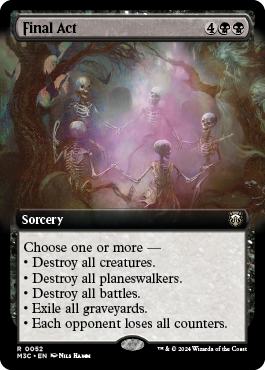 Final Act 4
Sorcery
Choose one or more —
• Destroy all creatures.
• Destroy all planeswalkers.
• Destroy all battles.
• Exile all graveyards.
• Each opponent loses all counters.
R 0052
M3C • EN Nils Hamm ™ & © 2024 Wizards of the Coast